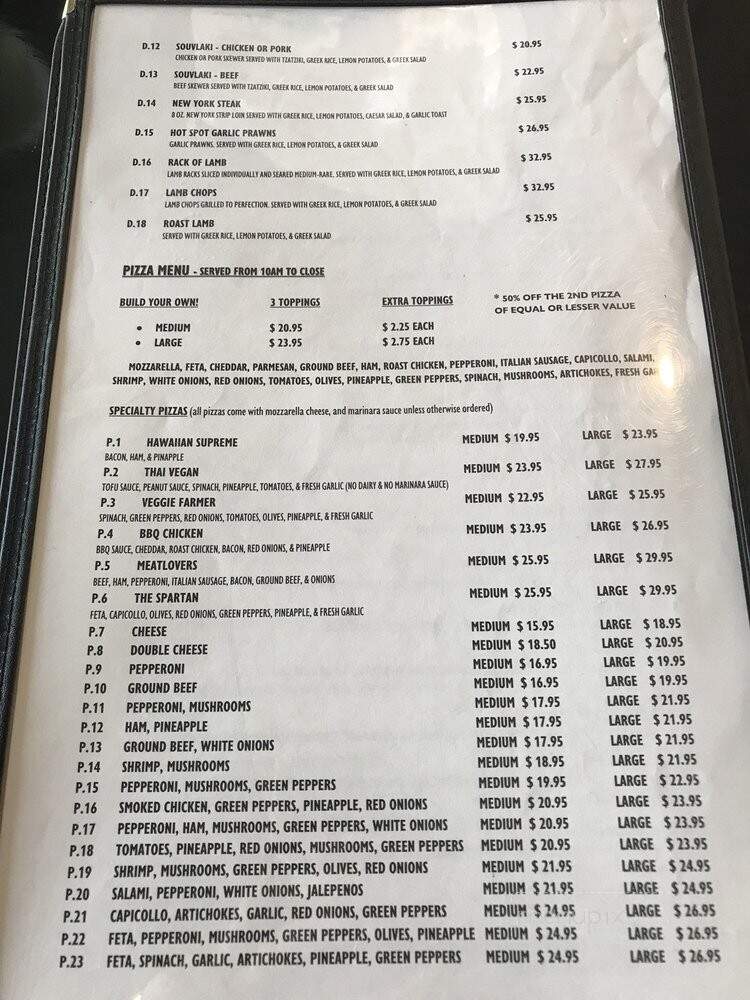 D.12 SOUVLAKI - CHICKEN OR PORK $ 20.95
CHICKEN OR PORK SKEWER SERVED WITH TZATZIKI, GREEK RICE, LEMON POTATOES, & GREEK SALAD
D.13 SOUVLAKI - BEEF $ 22.95
BEEF SKEWER SERVED WITH TZATZIKI, GREEK RICE, LEMON POTATOES, & GREEK SALAD
D.14 NEW YORK STEAK $ 25.95
8 OZ. NEW YORK STRIP LOIN SERVED WITH GREEK RICE, LEMON POTATOES, CAESAR SALAD, & GARLIC TOAST
D.15 HOT SPOT GARLIC PRAWNS $ 26.95
GARLIC PRAWNS. SERVED WITH GREEK RICE, LEMON POTATOES, & GREEK SALAD
D.16 RACK OF LAMB $ 32.95
LAMB RACKS SLICED INDIVIDUALLY AND SEARED MEDIUM-RARE. SERVED WITH GREEK RICE, LEMON POTATOES, & GREEK SALAD
D.17 LAMB CHOPS $ 32.95
LAMB CHOPS GRILLED TO PERFECTION. SERVED WITH GREEK RICE, LEMON POTATOES, & GREEK SALAD
D.18 ROAST LAMB $ 25.95
SERVED WITH GREEK RICE, LEMON POTATOES, & GREEK SALAD
PIZZA MENU - SERVED FROM 10AM TO CLOSE
BUILD YOUR OWN! 3 TOPPINGS EXTRA TOPPINGS * 50% OFF THE 2ND PIZZA
OF EQUAL OR LESSER VALUE
• MEDIUM $ 20.95 $ 2.25 EACH
• LARGE $ 23.95 $ 2.75 EACH
MOZZARELLA, FETA, CHEDDAR, PARMESAN, GROUND BEEF, HAM, ROAST CHICKEN, PEPPERONI, ITALIAN SAUSAGE, CAPICOLLO, SALAMI,
SHRIMP, WHITE ONIONS, RED ONIONS, TOMATOES, OLIVES, PINEAPPLE, GREEN PEPPERS, SPINACH, MUSHROOMS, ARTICHOKES, FRESH
SPECIALTY PIZZAS (all pizzas come with mozzarella cheese, and marinara sauce unless otherwise ordered)
P.1 HAWAIIAN SUPREME MEDIUM $ 19.95 LARGE $ 23.95
BACON, HAM, & PINAPPLE
P.2 THAI VEGAN MEDIUM $ 23.95 LARGE $ 27.95
TOFU SAUCE, PEANUT SAUCE, SPINACH, PINEAPPLE, TOMATOES, & FRESH GARLIC (NO DAIRY & NO MARINARA SAUCE)
P.3 VEGGIE FARMER MEDIUM $ 22.95 LARGE $ 25.95
SPINACH, GREEN PEPPERS, RED ONIONS, TOMATOES, OLIVES, PINEAPPLE, & FRESH GARLIC
P.4 BBQ CHICKEN MEDIUM $ 23.95 LARGE $ 26.95
BBQ SAUCE, CHEDDAR, ROAST CHICKEN, BACON, RED ONIONS, & PINEAPPLE
P.5 MEATLOVERS MEDIUM $ 25.95 LARGE $ 29.95
BEEF, HAM, PEPPERONI, ITALIAN SAUSAGE, BACON, GROUND BEEF, & ONIONS
P.6 THE SPARTAN MEDIUM $ 25.95 LARGE $ 29.95
FETA, CAPICOLLO, OLIVES, RED ONIONS, GREEN PEPPERS, PINEAPPLE, & FRESH GARLIC
P.7 CHEESE MEDIUM $ 15.95 LARGE $ 18.95
P.8 DOUBLE CHEESE MEDIUM $ 18.50 LARGE $ 20.95
P.9 PEPPERONI MEDIUM $ 16.95 LARGE $ 19.95
P.10 GROUND BEEF MEDIUM $ 16.95 LARGE $ 19.95
P.11 PEPPERONI, MUSHROOMS MEDIUM $ 17.95 LARGE $ 21.95
P.12 HAM, PINEAPPLE MEDIUM $ 17.95 LARGE $ 21.95
P.13 GROUND BEEF, WHITE ONIONS MEDIUM $ 17.95 LARGE $ 21.95
P.14 SHRIMP, MUSHROOMS MEDIUM $ 18.95 LARGE $ 21.95
P.15 PEPPERONI, MUSHROOMS, GREEN PEPPERS MEDIUM $ 19.95 LARGE $ 22.95
P.16 SMOKED CHICKEN, GREEN PEPPERS, PINEAPPLE, RED ONIONS MEDIUM $ 20.95 LARGE $ 23.95
P.17 PEPPERONI, HAM, MUSHROOMS, GREEN PEPPERS, WHITE ONIONS MEDIUM $ 20.95 LARGE $ 23.95
P.18 TOMATOES, PINEAPPLE, RED ONIONS, MUSHROOMS, GREEN PEPPERS MEDIUM $ 20.95 LARGE $ 23.95
P.19 SHRIMP, MUSHROOMS, GREEN PEPPERS, OLIVES, RED ONIONS MEDIUM $ 21.95 LARGE $ 24.95
P.20 SALAMI, PEPPERONI, WHITE ONIONS, JALEPENOS MEDIUM $ 21.95 LARGE $ 24.95
P.21 CAPICOLLO, ARTICHOKES, GARLIC, RED ONIONS, GREEN PEPPERS MEDIUM $ 24.95 LARGE $ 26.95
P.22 FETA, PEPPERONI, MUSHROOMS, GREEN PEPPERS, OLIVES, PINEAPPLE MEDIUM $ 24.95 LARGE $ 26.95
P.23 FETA, SPINACH, GARLIC, ARTICHOKES, PINEAPPLE, GREEN PEPPERS MEDIUM $ 24.95 LARGE $ 26.95